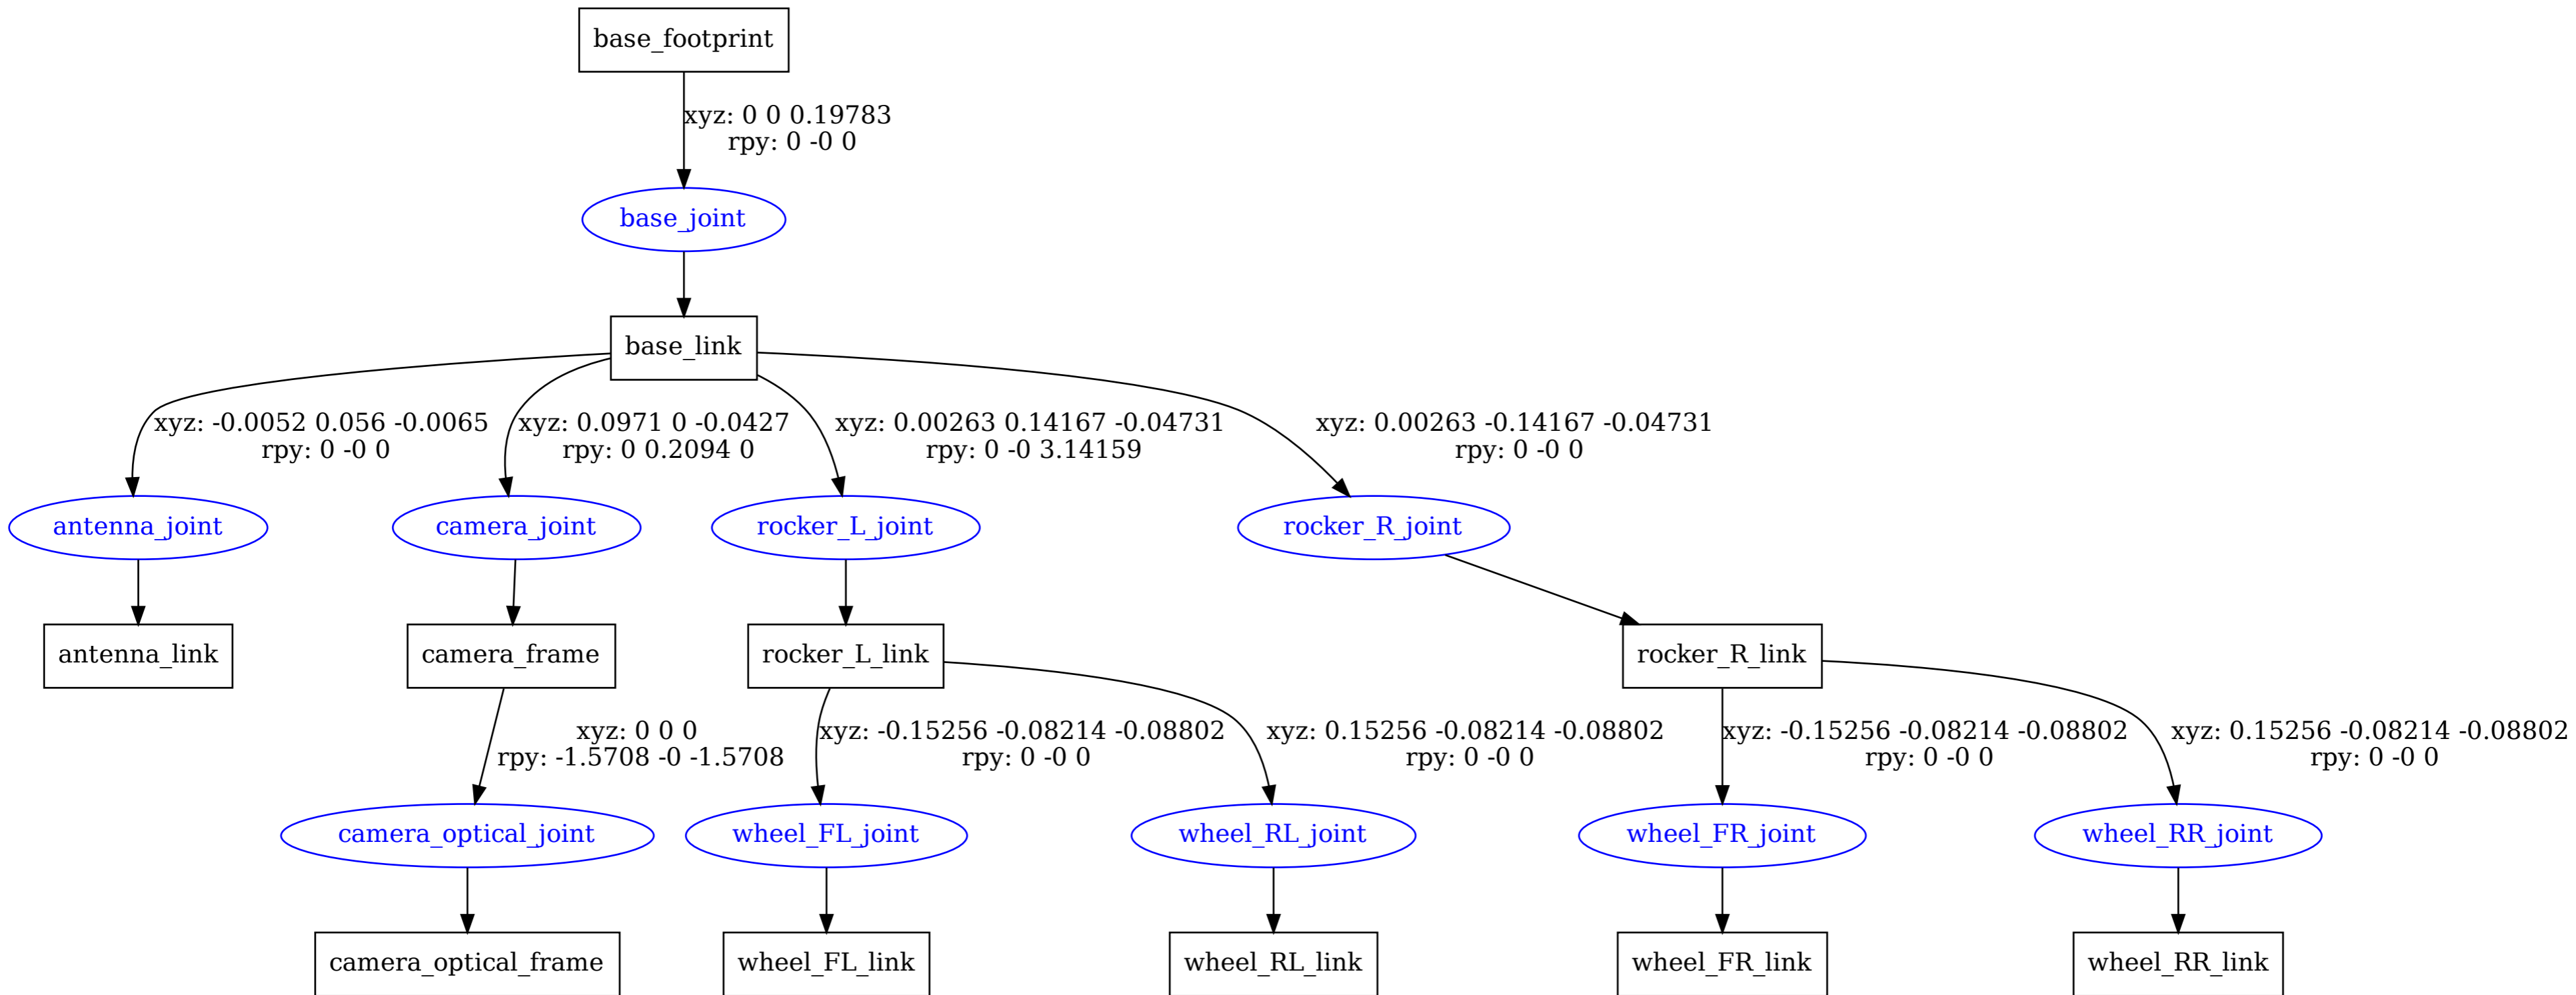 base_footprint
xyz: 0 0 0.19783
rpy: 0 -0 0
base_joint
base_link
xyz: -0.0052 0.056 -0.0065
rpy: 0 -0 0
xyz: 0.0971 0 -0.0427
rpy: 0 0.2094 0
xyz: 0.00263 0.14167 -0.04731
rpy: 0 -0 3.14159
xyz: 0.00263 -0.14167 -0.04731
rpy: 0 -0 0
antenna_joint
camera_joint
rocker_L_joint
rocker_R_joint
antenna_link
camera_frame
rocker_L_link
rocker_R_link
xyz: 0 0 0
rpy: -1.5708 -0 -1.5708
xyz: -0.15256 -0.08214 -0.08802
rpy: 0 -0 0
xyz: 0.15256 -0.08214 -0.08802
rpy: 0 -0 0
xyz: -0.15256 -0.08214 -0.08802
rpy: 0 -0 0
xyz: 0.15256 -0.08214 -0.08802
rpy: 0 -0 0
camera_optical_joint
wheel_FL_joint
wheel_RL_joint
wheel_FR_joint
wheel_RR_joint
camera_optical_frame
wheel_FL_link
wheel_RL_link
wheel_FR_link
wheel_RR_link